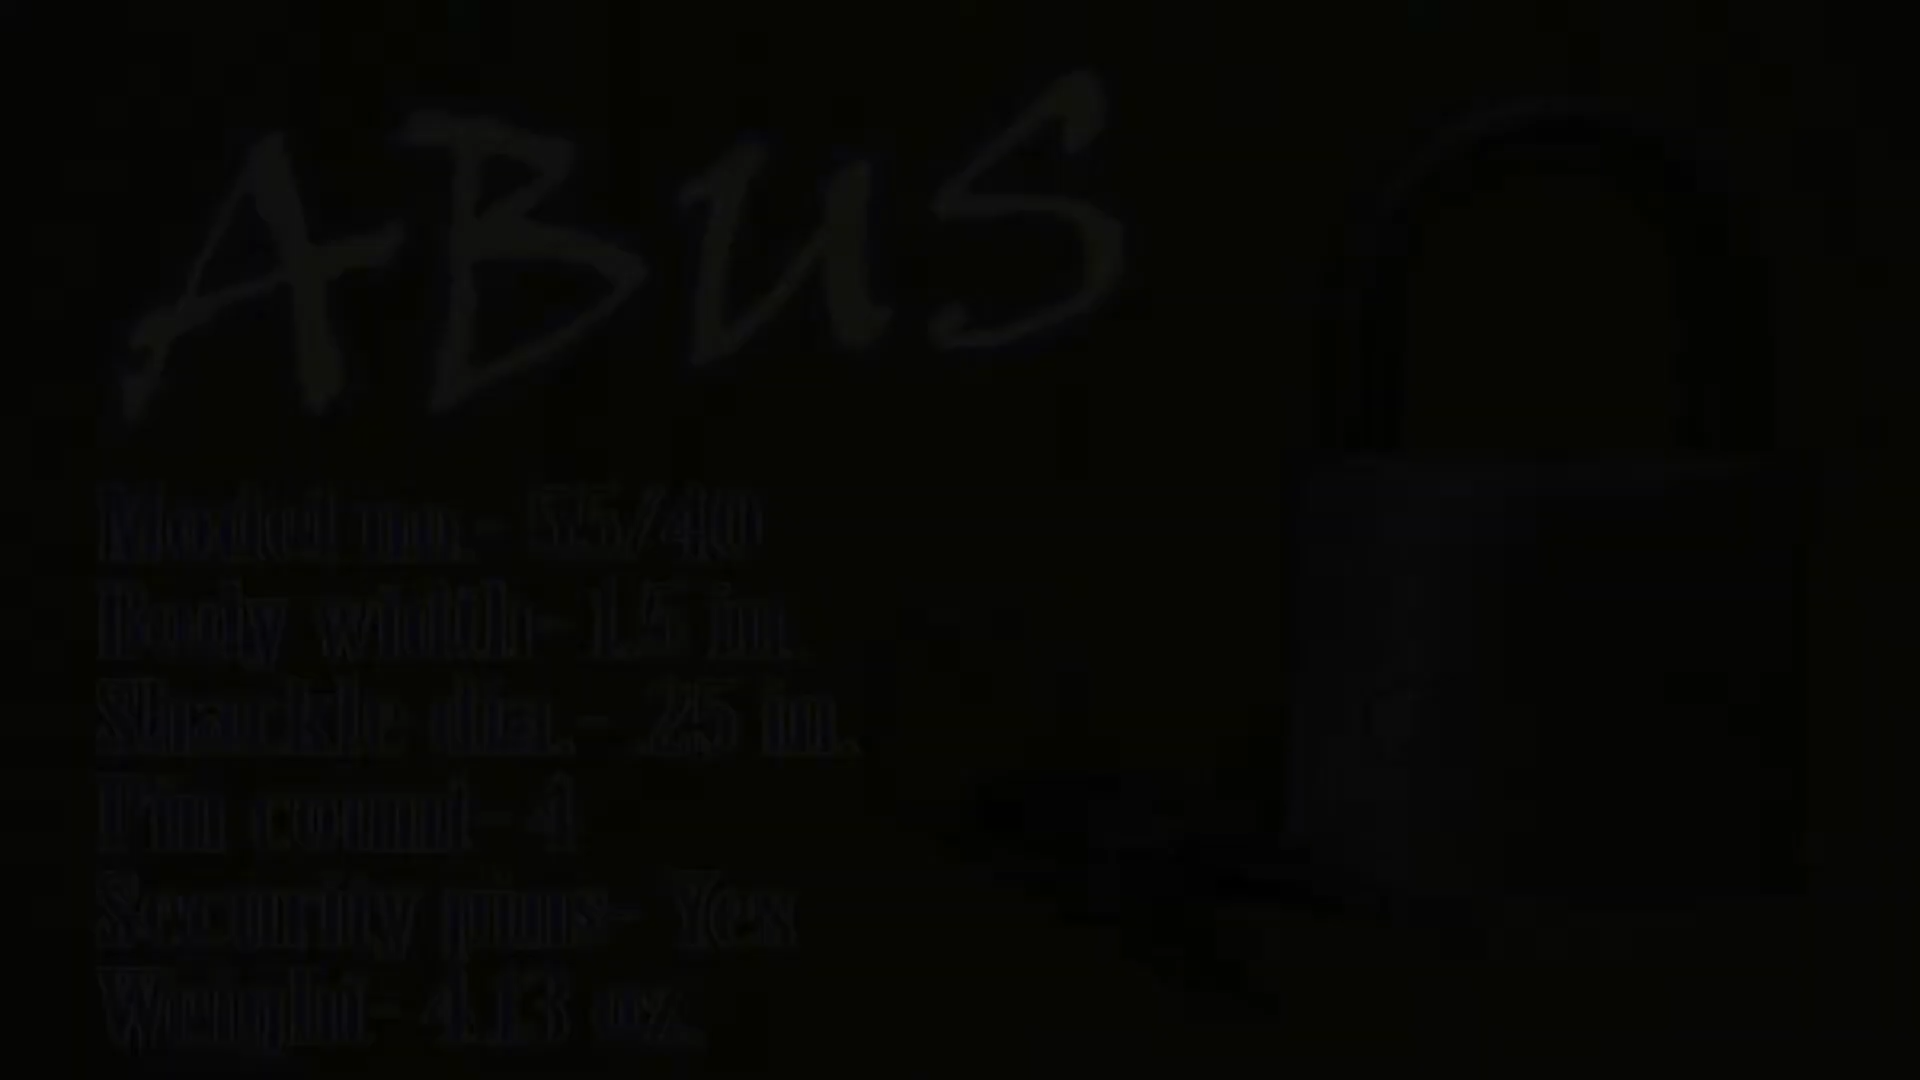 ABUS
Model no.- 55/40
Body width- 1.5 in.
Shackle dia.- .25 in.
Pin count- 4
Security pins- Yes
Weight- 4.13 oz.